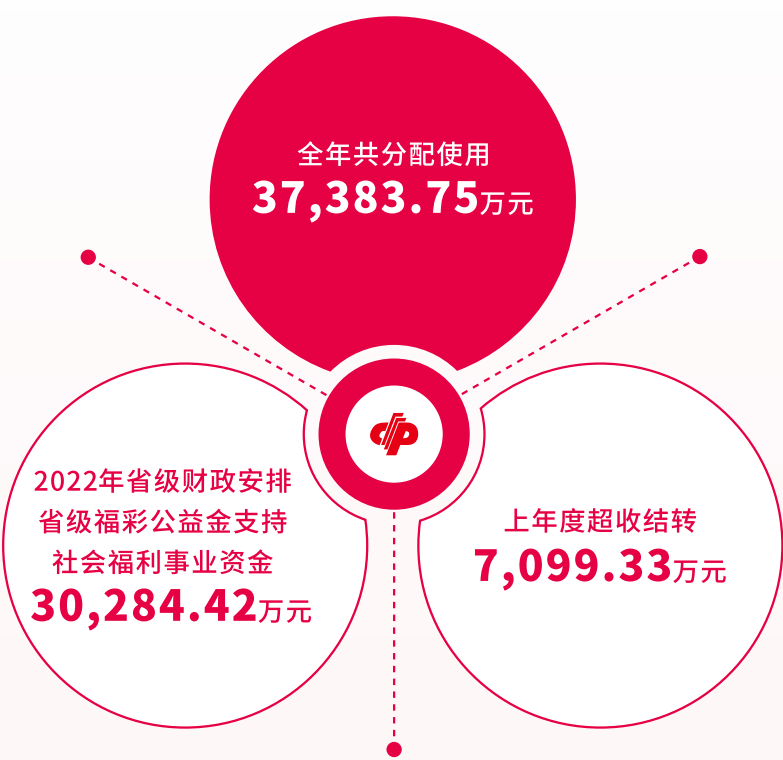 全年共分配使用
37,383.75万元
2022年省级财政安排
省级福彩公益金支持
社会福利事业资金
30,284.42万元
上年度超收结转
7,099.33万元